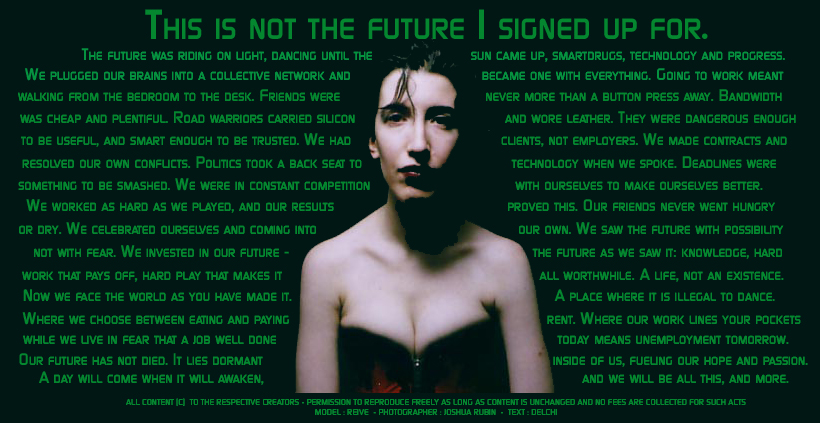 This is not the future I signed up for.
The future was riding on light, dancing until the sun came up, smartdrugs, technology and progress.
We plugged our brains into a collective network and became one with everything. Going to work meant
walking from the bedroom to the desk. Friends were never more than a button press away. Bandwidth
was cheap and plentiful. Road warriors carried silicon and wore leather. They were dangerous enough
to be useful, and smart enough to be trusted. We had clients, not employers. We made contracts and
resolved our own conflicts. Politics took a back seat to technology when we spoke. Deadlines were
something to be smashed. We were in constant competition with ourselves to make ourselves better.
We worked as hard as we played, and our results proved this. Our friends never went hungry
or dry. We celebrated ourselves and coming into our own. We saw the future with possibility
not with fear. We invested in our future - the future as we saw it: knowledge, hard
work that pays off, hard play that makes it all worthwhile. A life, not an existence.
Now we face the world as you have made it. A place where it is illegal to dance.
Where we choose between eating and paying rent. Where our work lines your pockets
while we live in fear that a job well done today means unemployment tomorrow.
Our future has not died. It lies dormant inside of us, fueling our hope and passion.
A day will come when it will awaken, and we will be all this, and more.
All content (c) to the respective creators - Permission to reproduce freely as long as content is unchanged and no fees are collected for such acts
Model : Reive - Photographer : Joshua Rubin - Text : Delchi